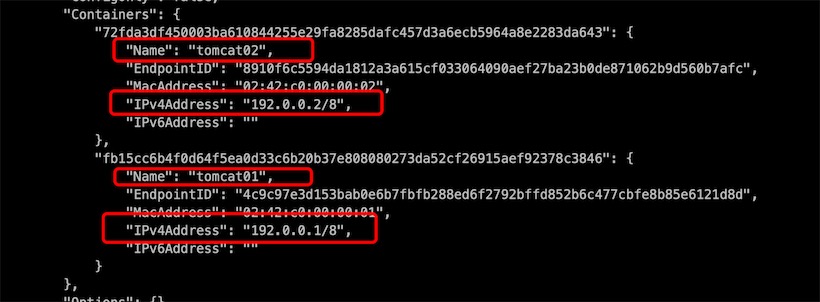 "Containers": {
"72fda3df450003ba610844255e29fa8285dafc457d3a6ecb5964a8e2283da643": {
"Name": "tomcat02",
"EndpointID": "8910f6c5594da1812a3a615cf033064090aef27ba23b0de871062b9d560b7afc",
"MacAddress": "02:42:c0:00:00:02",
"IPv4Address": "192.0.0.2/8",
"IPv6Address": ""
},
"fb15cc6b4f0d64f5ea0d33c6b20b37e808080273da52cf26915aef92378c3846": {
"Name": "tomcat01",
"EndpointID": "4c9c97e3d153bab0e6b7fbfb288ed6f2792bffd852b6c477cbfe8b85e6121d8d",
"MacAddress": "02:42:c0:00:00:01",
"IPv4Address": "192.0.0.1/8",
"IPv6Address": ""
}
},
"Options": {},